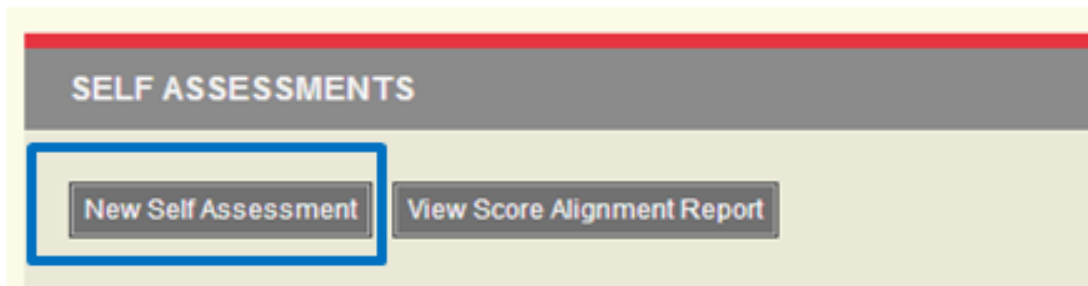 SELF ASSESSMENTS
New Self Assessment View Score Alignment Report